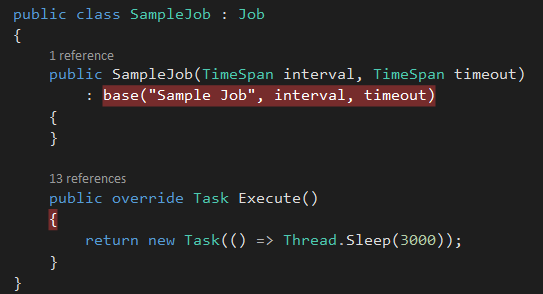 public class SampleJob : Job
{
1 reference
public SampleJob(TimeSpan interval, TimeSpan timeout)
: base("Sample Job", interval, timeout)
{
}
13 references
public override Task Execute()
{
return new Task(() => Thread.Sleep(3000));
}
}